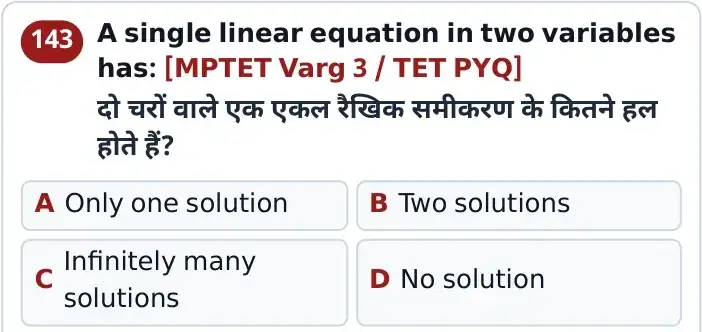 143 A single linear equation in two variables
has: [MPTET Varg 3 / TET PYQ]
दो चरों वाले एक एकल रैखिक समीकरण के कितने हल
होते हैं?
A Only one solution
B Two solutions
C Infinitely many
solutions
D No solution